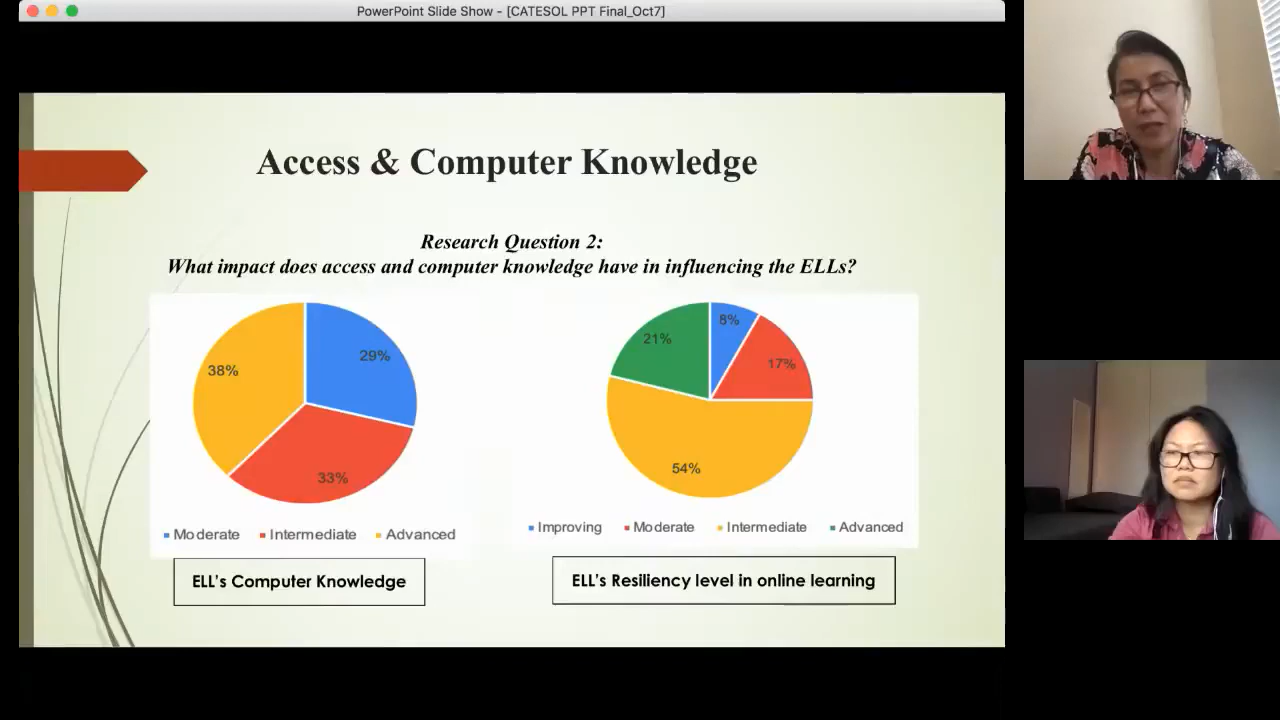 PowerPoint Slide Show - [CATESOL PPT Final_Oct7]
Access & Computer Knowledge
Research Question 2:
What impact does access and computer knowledge have in influencing the ELLs?
29%
38%
33%
Moderate Intermediate Advanced
ELL's Computer Knowledge
8%
21%
17%
54%
Improving Moderate Intermediate Advanced
ELL's Resiliency level in online learning